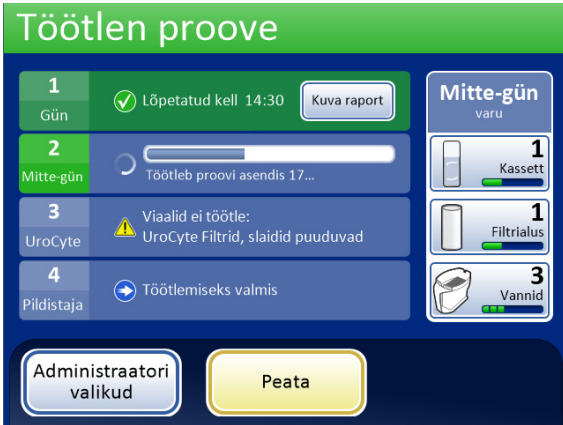 Töötlen proove
1
Gün
Lõpetatud kell 14:30
Kuva raport
2
Mitte-gün
Töötleb proovi asendis 17...
3
UroCyte
Viaalid ei töötle:
UroCyte Filtrid, slaidid puuduvad
4
Pildistaja
Töötlemiseks valmis
Mitte-gün
varu
1
Kassett
1
Filtrialus
3
Vannid
Administraatori
valikud
Peata